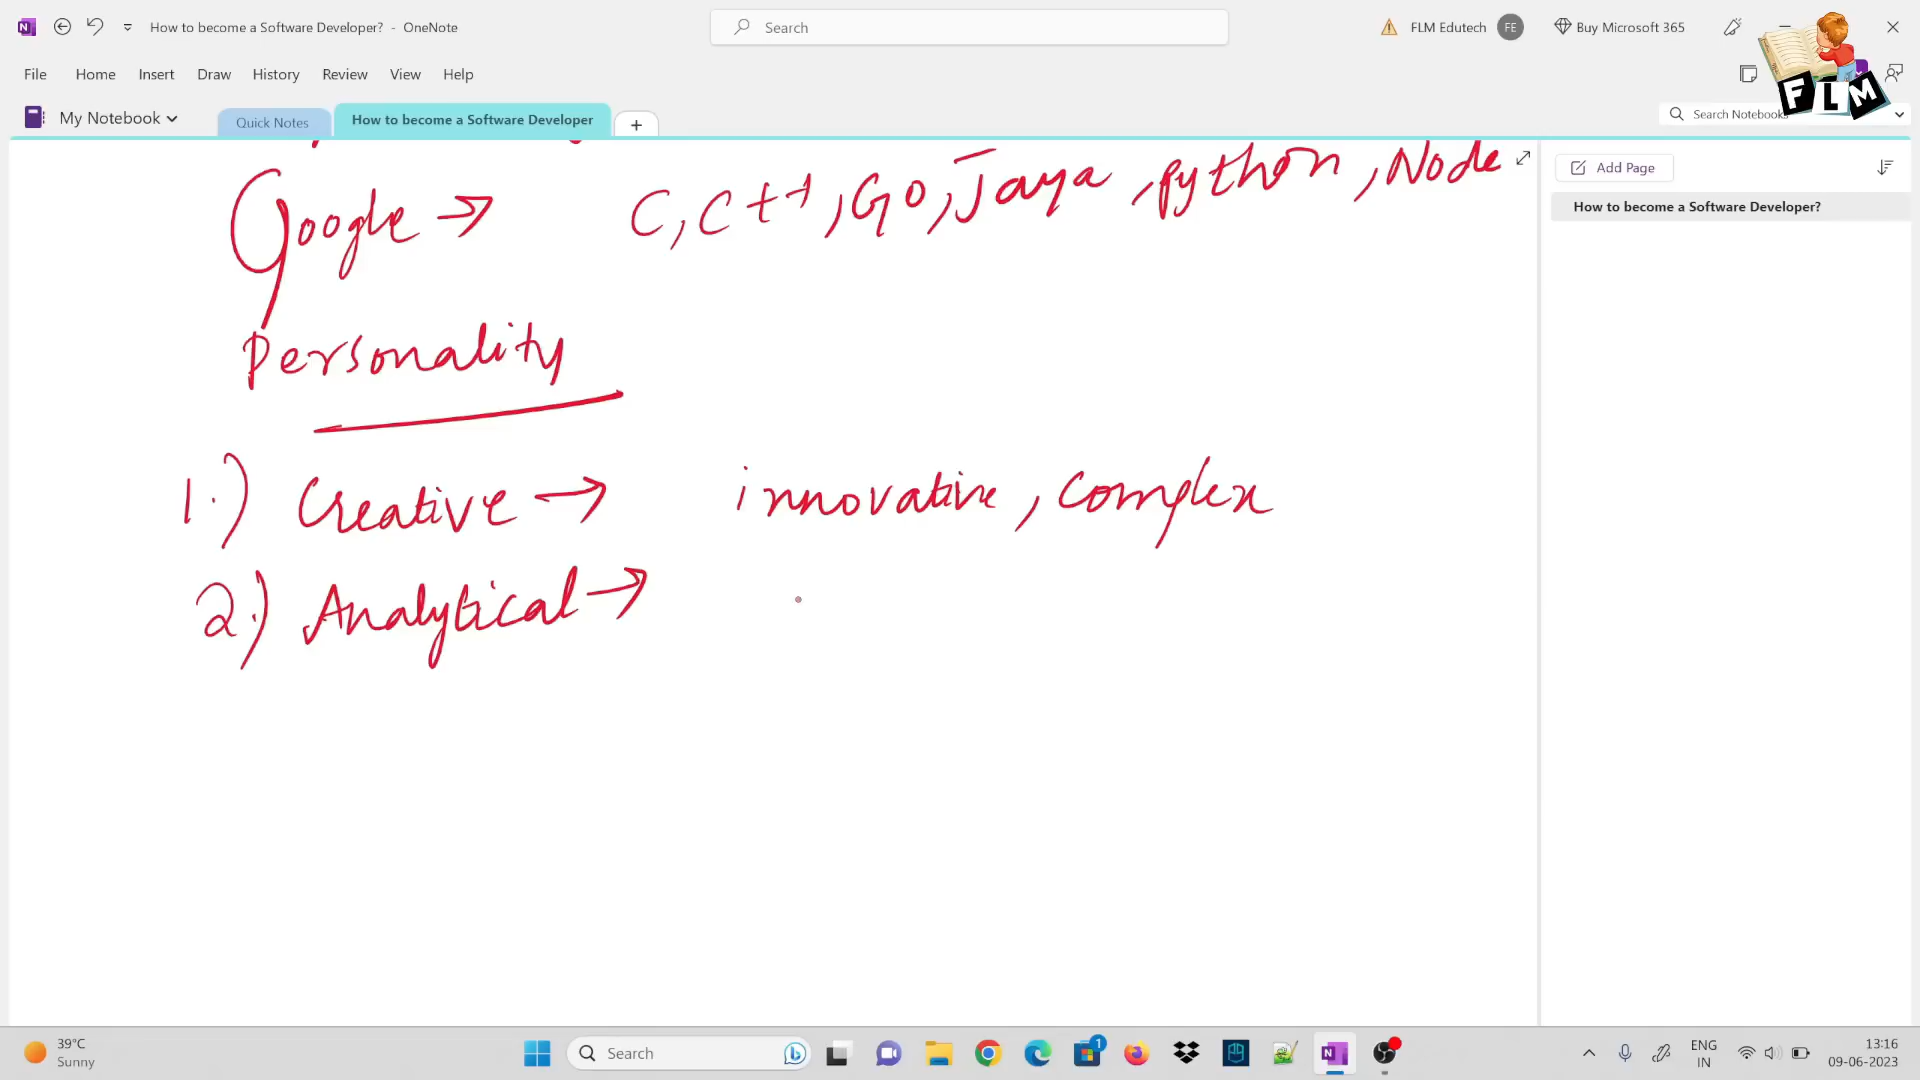 How to become a Software Developer? - OneNote
Search
FLM Edutech FE
Buy Microsoft 365
File Home Insert Draw History Review View Help
FLM
My Notebook
Quick Notes
How to become a Software Developer
+
Search Notebooks
Add Page
How to become a Software Developer?
Google → C, C++, Go, Java, python, Node
Personality
1.) Creative → innovative, Complex
2.) Analytical →
39°C
Sunny
Search
1
ENG
IN
13:16
09-06-2023